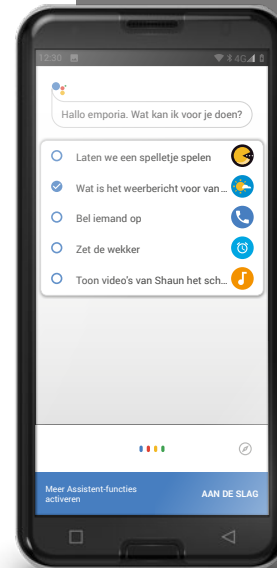 12:30 4G
Hallo emporia. Wat kan ik voor je doen?
Laten we een spelletje spelen
Wat is het weerbericht voor van...
Bel iemand op
Zet de wekker
Toon video's van Shaun het sch...
Meer Assistent-functies
activeren
AAN DE SLAG